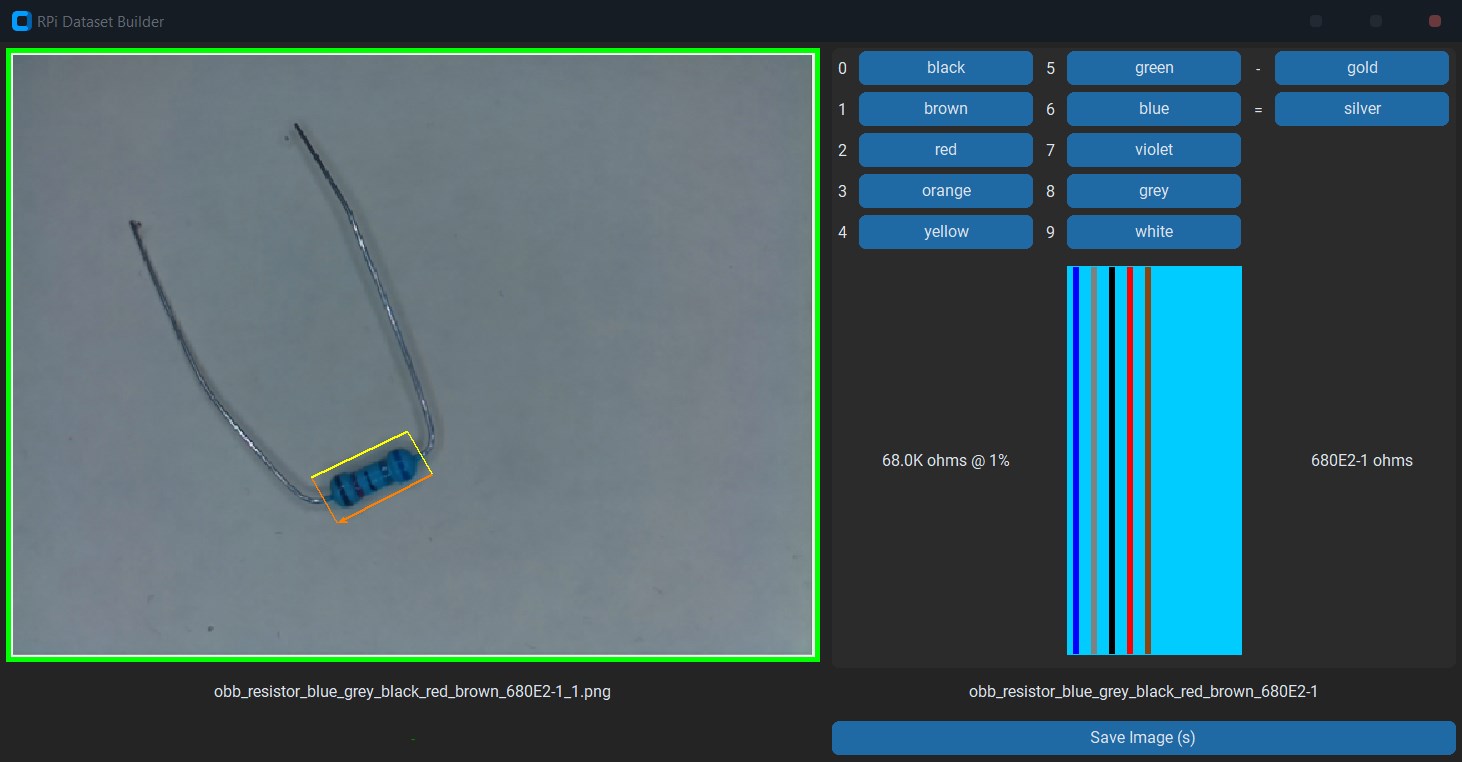 RPi Dataset Builder
0 black 5 green - gold
1 brown 6 blue = silver
2 red 7 violet
3 orange 8 grey
4 yellow 9 white
68.0K ohms @ 1% 680E2-1 ohms
obb_resistor_blue_grey_black_red_brown_680E2-1_1.png
obb_resistor_blue_grey_black_red_brown_680E2-1
-
Save Image (s)